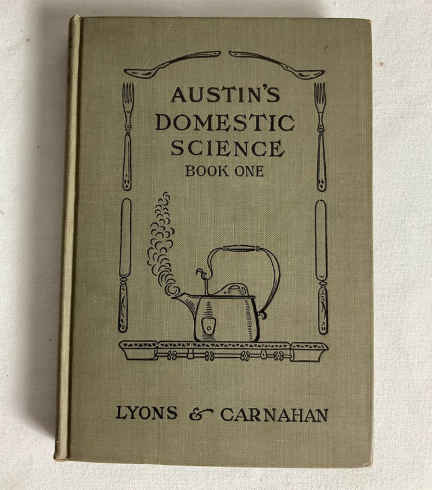 AUSTIN'S
DOMESTIC
SCIENCE
BOOK ONE
LYONS & CARNAHAN